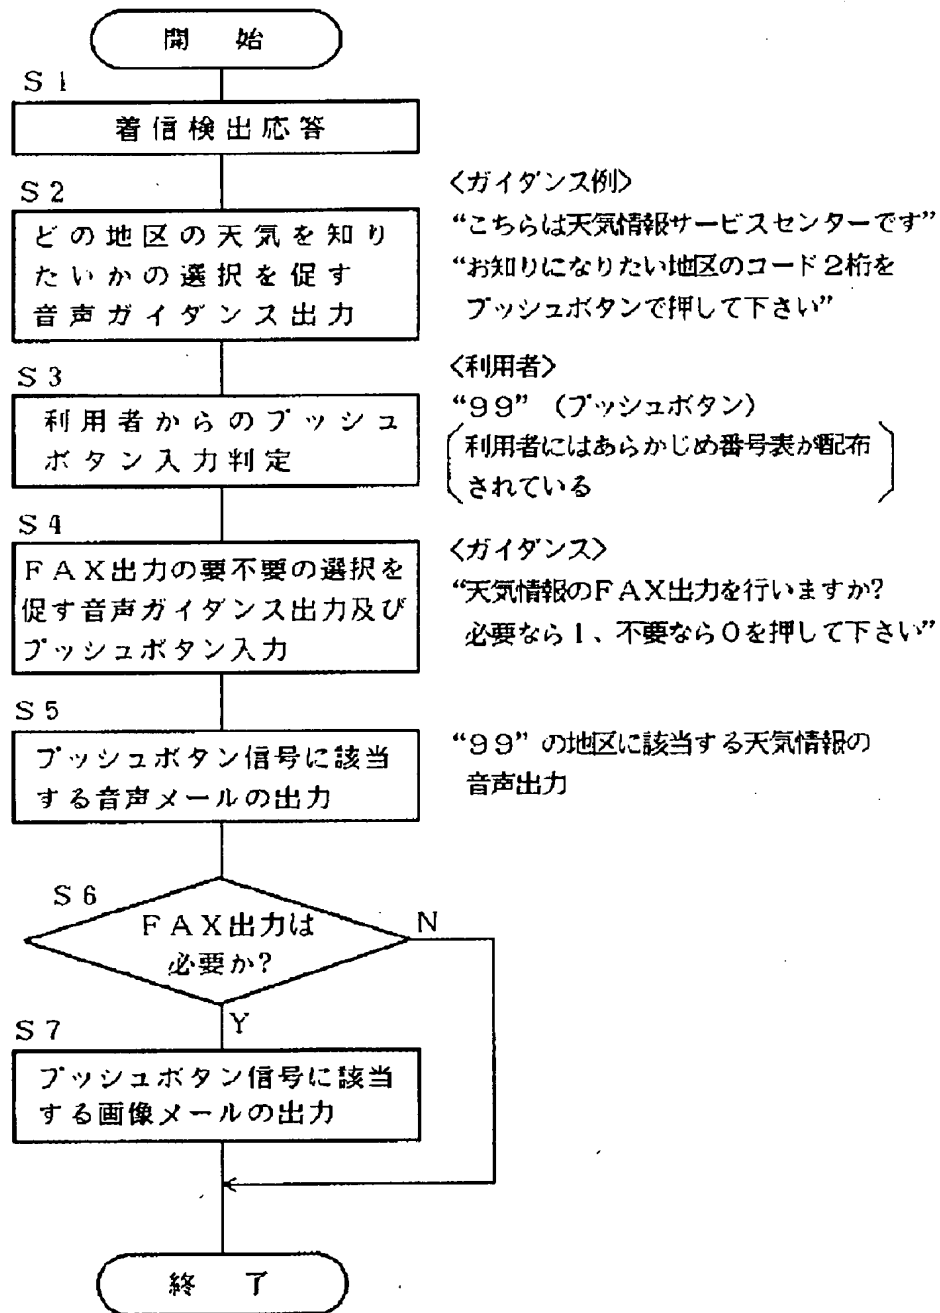 開 始
S1
着信検出応答
S2
どの地区の天気を知り
たいかの選択を促す
音声ガイダンス出力
〈ガイダンス例〉
“こちらは天気情報サービスセンターです”
“お知りになりたい地区のコード2桁を
プッシュボタンで押して下さい”
S3
利用者からのプッシュ
ボタン入力判定
〈利用者〉
“99”（プッシュボタン）
（利用者にはあらかじめ番号表が配布
されている）
S4
FAX出力の要不要の選択を
促す音声ガイダンス出力及び
プッシュボタン入力
〈ガイダンス〉
“天気情報のFAX出力を行いますか?
必要なら1、不要なら0を押して下さい”
S5
プッシュボタン信号に該当
する音声メールの出力
“99”の地区に該当する天気情報の
音声出力
S6
FAX出力は
必要か?
N
Y
S7
プッシュボタン信号に該当
する画像メールの出力
終 了